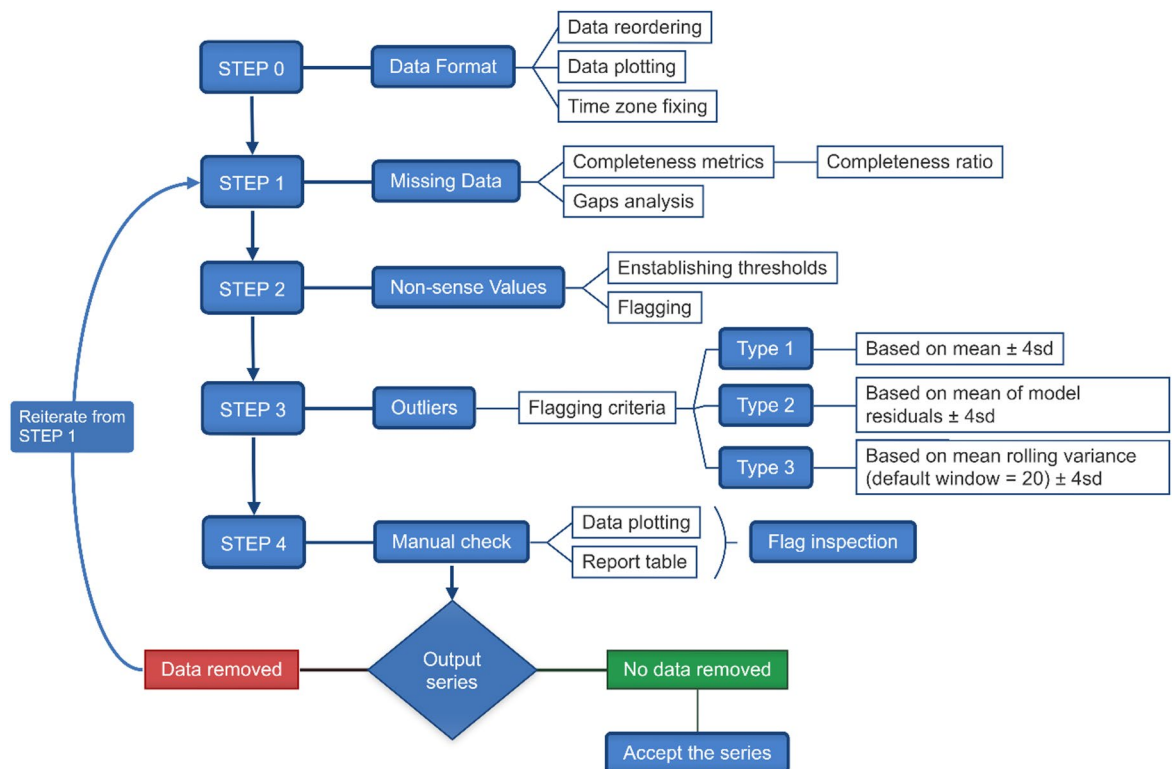 STEP 0
Data Format
Data reordering
Data plotting
Time zone fixing
STEP 1
Missing Data
Completeness metrics
Completeness ratio
Gaps analysis
STEP 2
Non-sense Values
Enstablishing thresholds
Flagging
STEP 3
Outliers
Flagging criteria
Type 1
Based on mean ± 4sd
Type 2
Based on mean of model
residuals ± 4sd
Type 3
Based on mean rolling variance
(default window = 20) ± 4sd
Reiterate from
STEP 1
STEP 4
Manual check
Data plotting
Report table
Flag inspection
Output
series
Data removed
No data removed
Accept the series